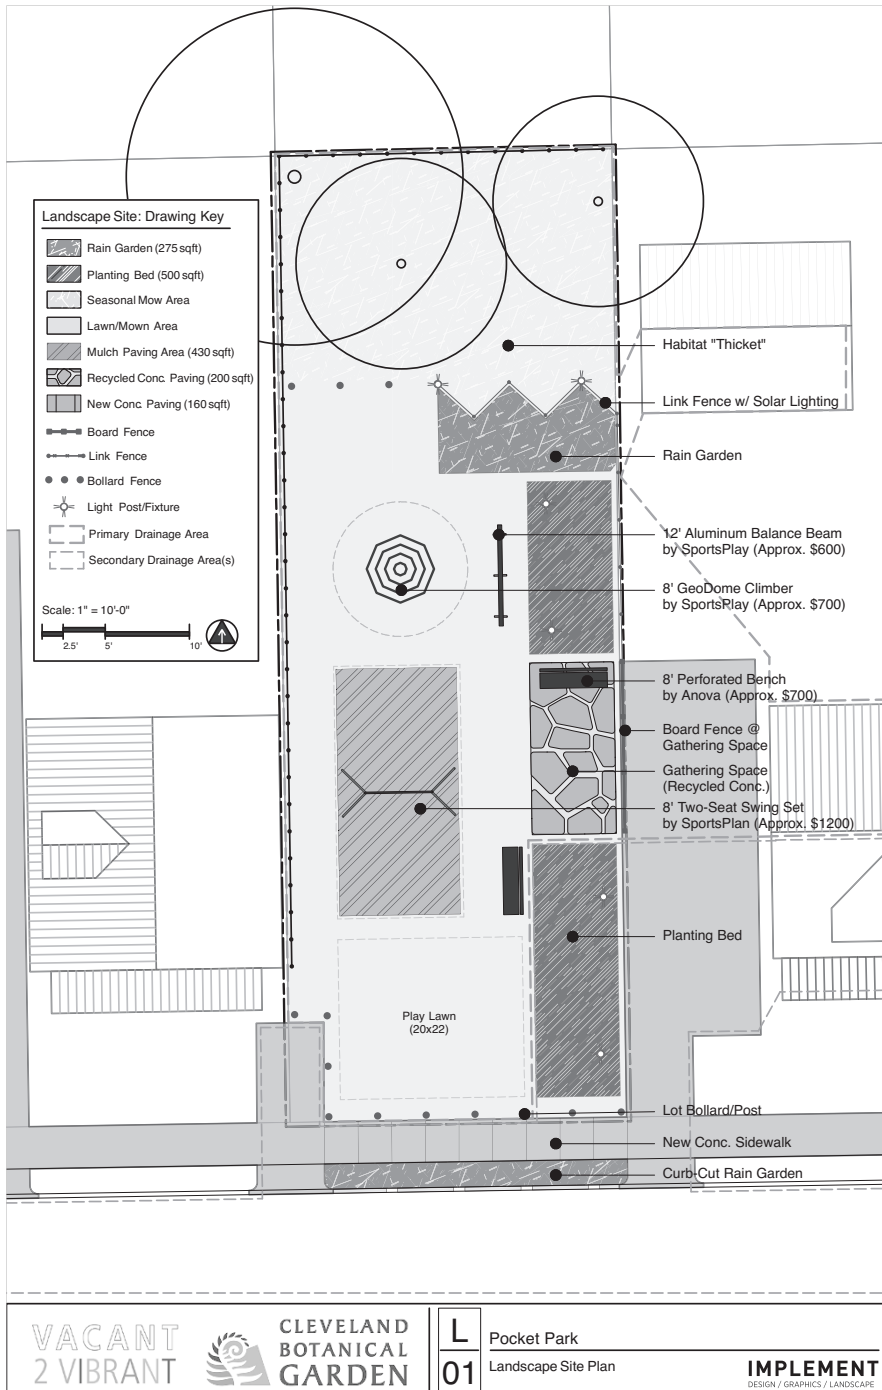 Landscape Site: Drawing Key
Rain Garden (275 sqft)
Planting Bed (500 sqft)
Seasonal Mow Area
Lawn/Mown Area
Mulch Paving Area (430 sqft)
Recycled Conc. Paving (200 sqft)
New Conc. Paving (160 sqft)
Board Fence
Link Fence
Bollard Fence
Light Post/Fixture
Primary Drainage Area
Secondary Drainage Area(s)
Scale: 1" = 10'-0"
2.5' 5' 10'
Habitat "Thicket"
Link Fence w/ Solar Lighting
Rain Garden
12' Aluminum Balance Beam
by SportsPlay (Approx. $600)
8' GeoDome Climber
by SportsPlay (Approx. $700)
8' Perforated Bench
by Anova (Approx. $700)
Board Fence @
Gathering Space
Gathering Space
(Recycled Conc.)
8' Two-Seat Swing Set
by SportsPlan (Approx. $1200)
Planting Bed
Play Lawn
(20x22)
Lot Bollard/Post
New Conc. Sidewalk
Curb-Cut Rain Garden
VACANT
2 VIBRANT
CLEVELAND
BOTANICAL
GARDEN
L
01
Pocket Park
Landscape Site Plan
IMPLEMENT
DESIGN / GRAPHICS / LANDSCAPE